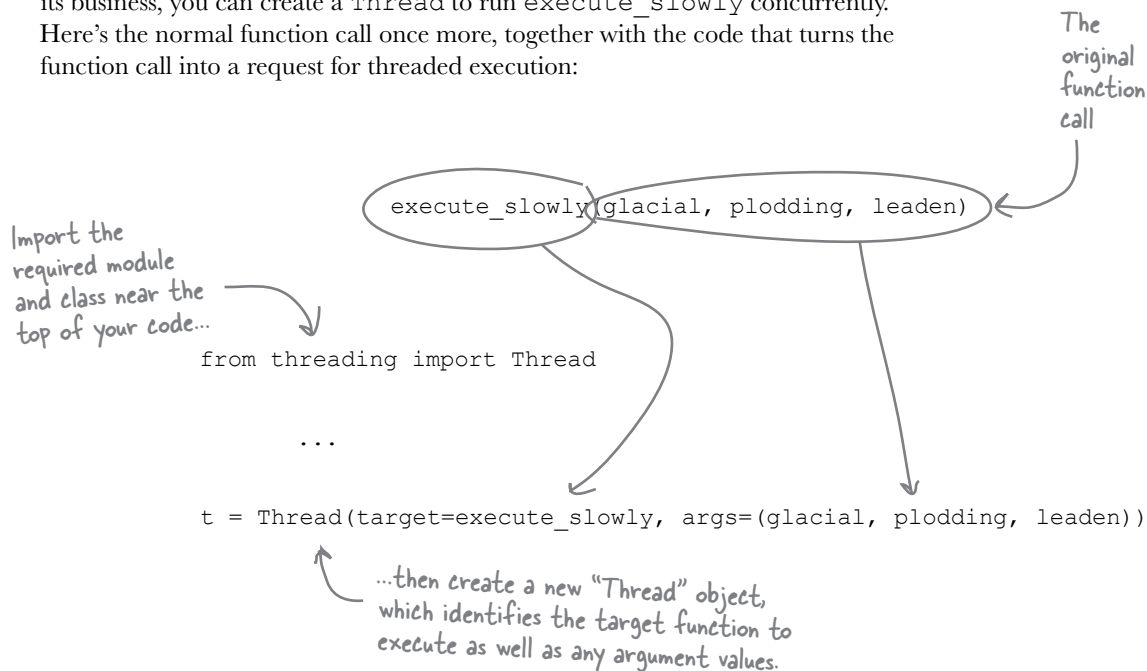 its business, you can create a Thread to run execute_slowly concurrently.
Here’s the normal function call once more, together with the code that turns the
function call into a request for threaded execution:
The
original
function
call
execute_slowly(glacial, plodding, leaden)
Import the
required module
and class near the
top of your code...
from threading import Thread
...
t = Thread(target=execute_slowly, args=(glacial, plodding, leaden))
...then create a new “Thread” object,
which identifies the target function to
execute as well as any argument values.